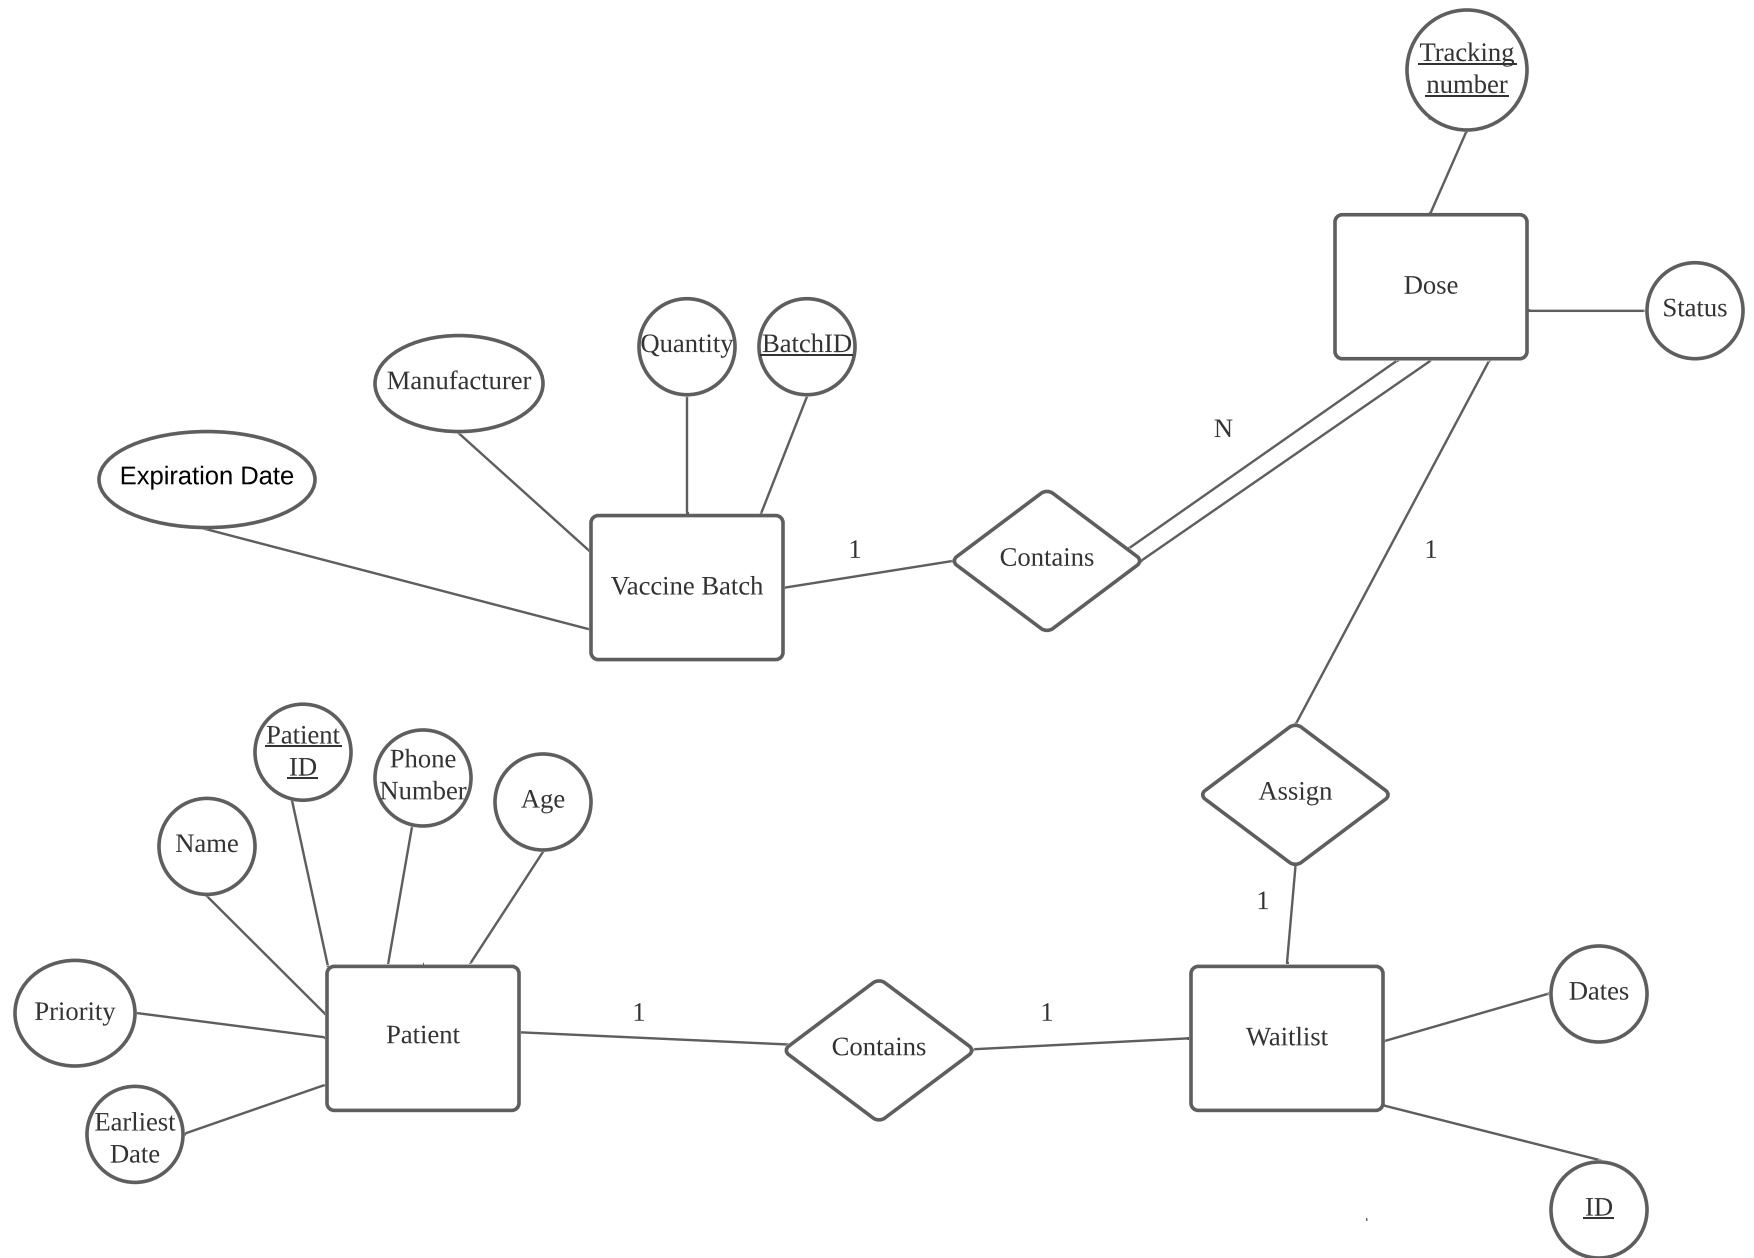 Tracking
number
Dose
Status
Quantity
BatchID
Manufacturer
N
Expiration Date
1
Contains
1
Vaccine Batch
Patient
ID
Phone
Number
Age
Assign
Name
1
Dates
Priority
1
1
Patient
Contains
Waitlist
Earliest
Date
ID